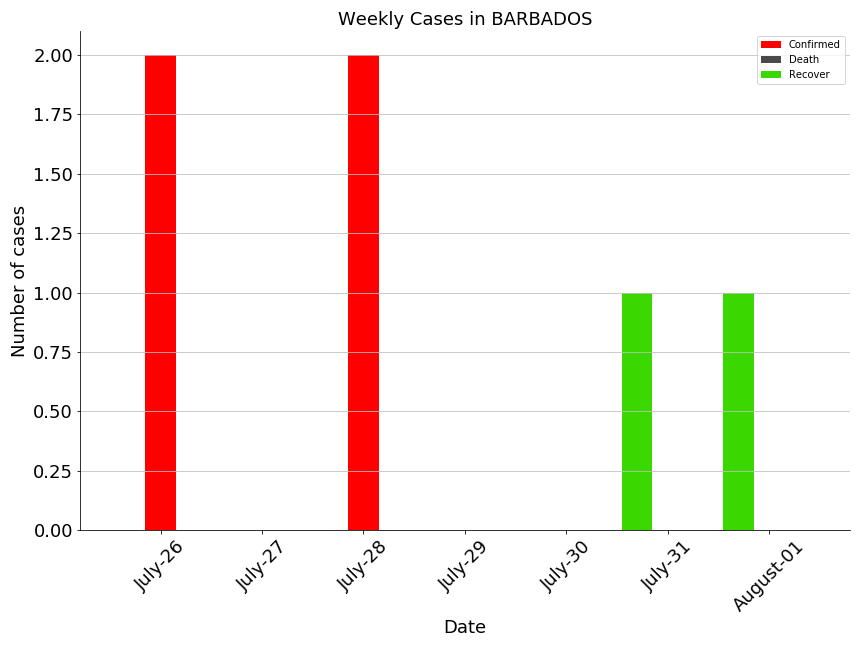 Weekly Cases in BARBADOS
Confirmed
Death
Recover
Number of cases
2.00
1.75
1.50
1.25
1.00
0.75
0.50
0.25
0.00
July-26
July-27
July-28
July-29
July-30
July-31
August-01
Date